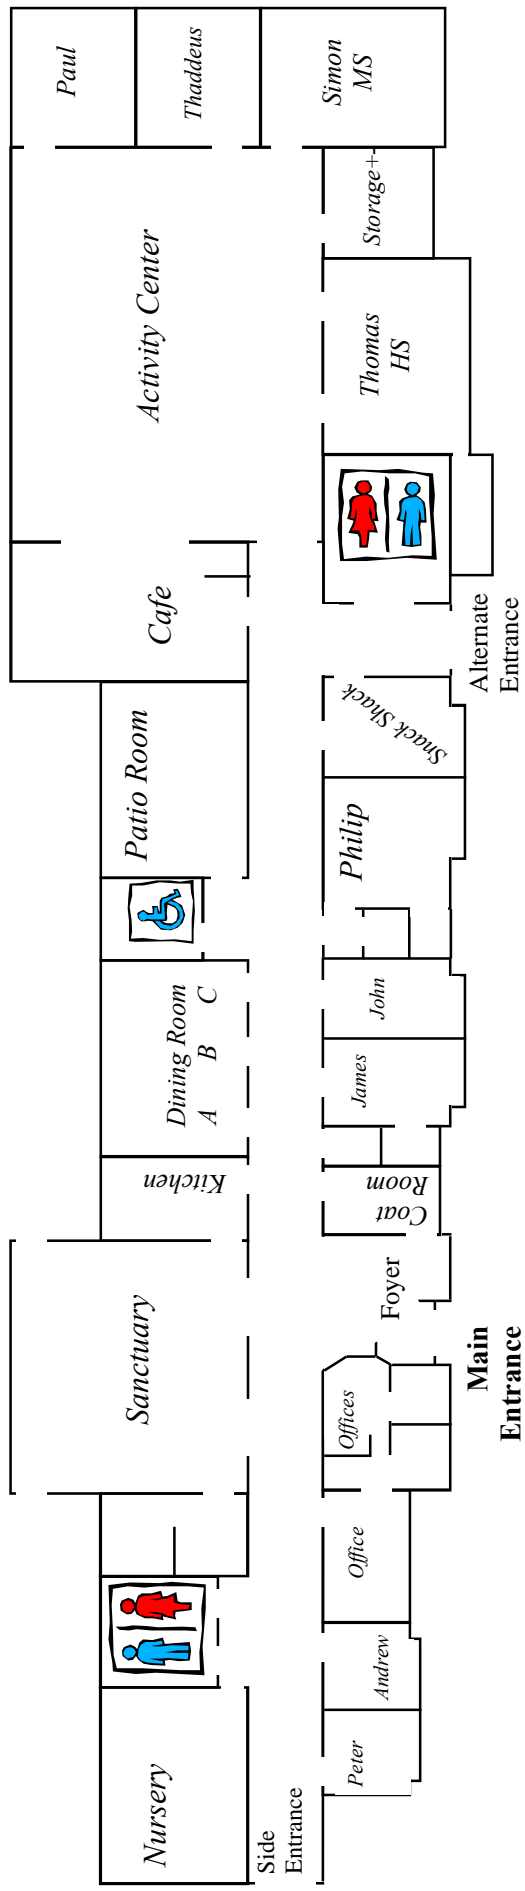 Paul
Thaddeus
Simon
MS
Activity Center
Storage+
Thomas
HS
Cafe
Alternate
Entrance
Patio Room
Snack Shack
Philip
Dining Room
A B C
John
James
Kitchen
Coat
Room
Sanctuary
Foyer
Main
Entrance
Offices
Office
Andrew
Peter
Nursery
Side
Entrance